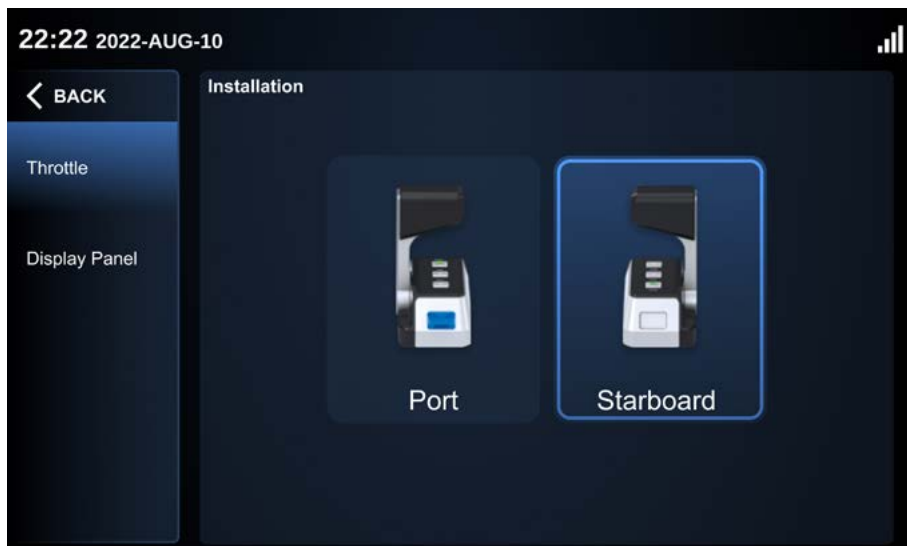 22:22 2022-AUG-10
BACK
Installation
Throttle
Display Panel
Port
Starboard